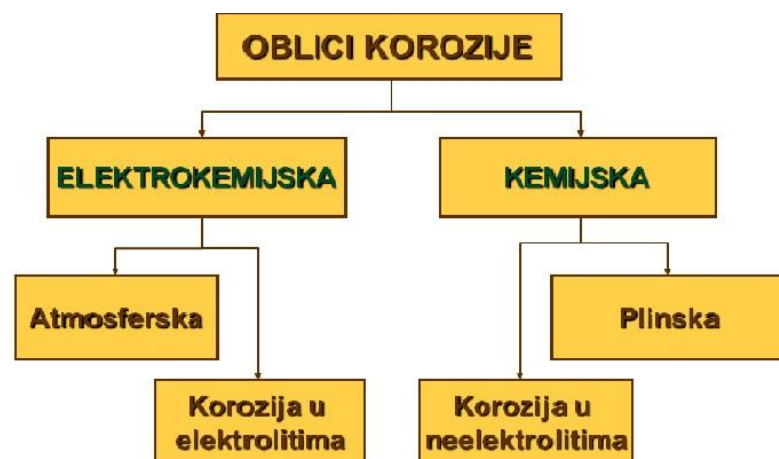 OBLICI KOROZIJE
ELEKTROKEMIJSKA
KEMIJSKA
Atmosferska
Plinska
Korozija u
elektrolitima
Korozija u
neelektrolitima